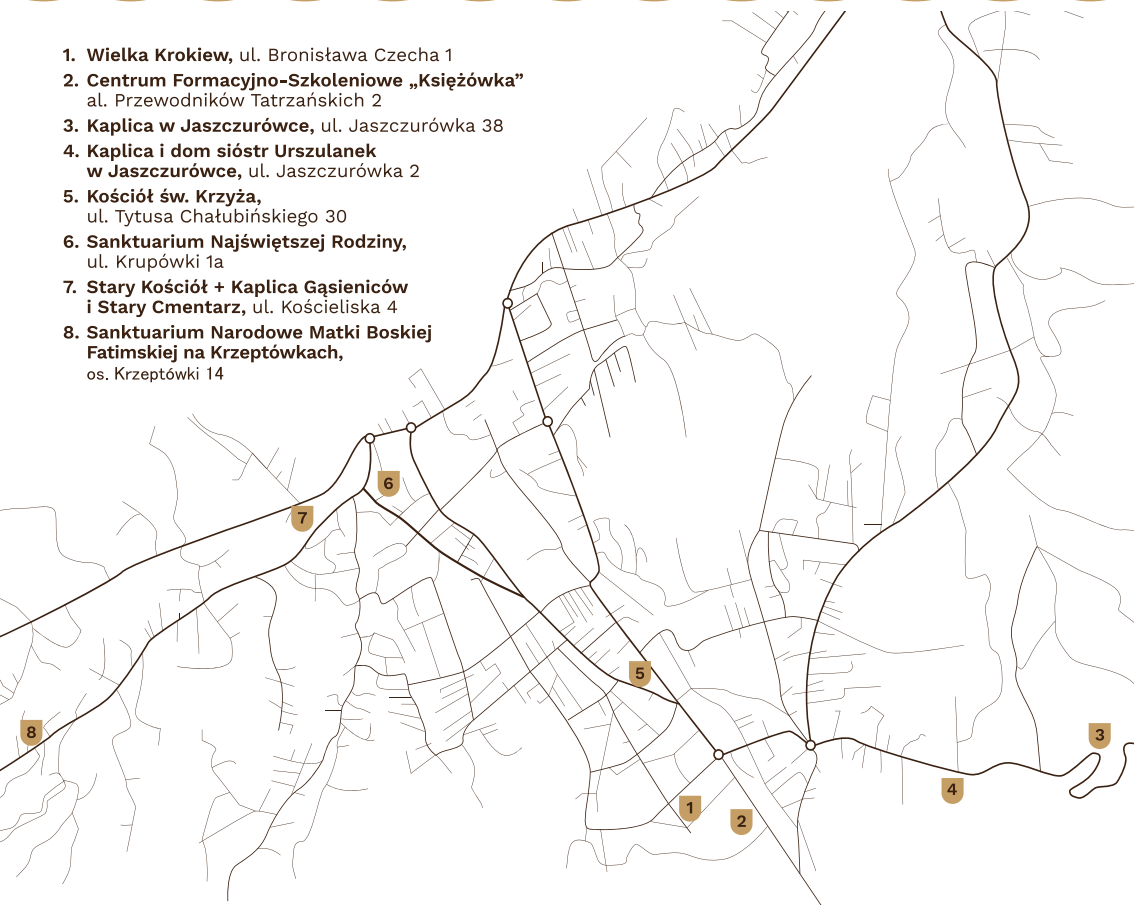 1. Wielka Krokiew, ul. Bronisława Czecha 1
2. Centrum Formacyjno-Szkoleniowe „Księżówka”
al. Przewodników Tatrzańskich 2
3. Kaplica w Jaszczurówce, ul. Jaszczurówka 38
4. Kaplica i dom sióstr Urszulanek
w Jaszczurówce, ul. Jaszczurówka 2
5. Kościół św. Krzyża,
ul. Tytusa Chałubińskiego 30
6. Sanktuarium Najświętszej Rodziny,
ul. Krupówki 1a
7. Stary Kościół + Kaplica Gąsieniców
i Stary Cmentarz, ul. Kościeliska 4
8. Sanktuarium Narodowe Matki Boskiej
Fatimskiej na Krzeptówkach,
os. Krzeptówki 14
6
7
5
8
3
4
1
2